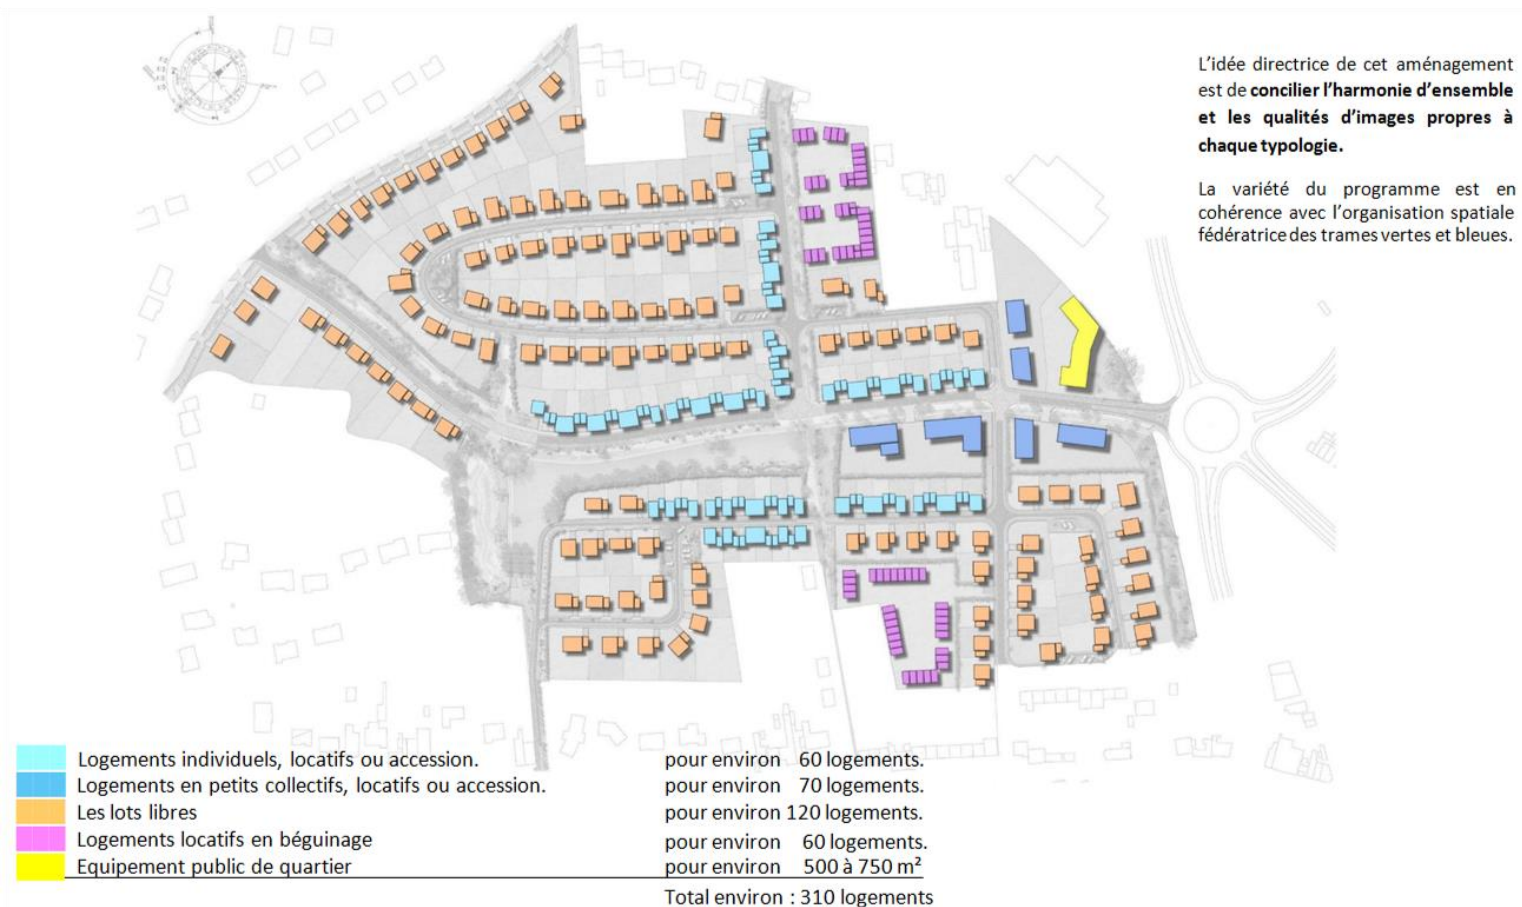 L’idée directrice de cet aménagement
est de concilier l’harmonie d’ensemble
et les qualités d’images propres à
chaque typologie.
La variété du programme est en
cohérence avec l’organisation spatiale
fédératrice des trames vertes et bleues.
Logements individuels, locatifs ou accession. pour environ 60 logements.
Logements en petits collectifs, locatifs ou accession. pour environ 70 logements.
Les lots libres pour environ 120 logements.
Logements locatifs en béguinage pour environ 60 logements.
Equipement public de quartier pour environ 500 à 750 m²
Total environ : 310 logements